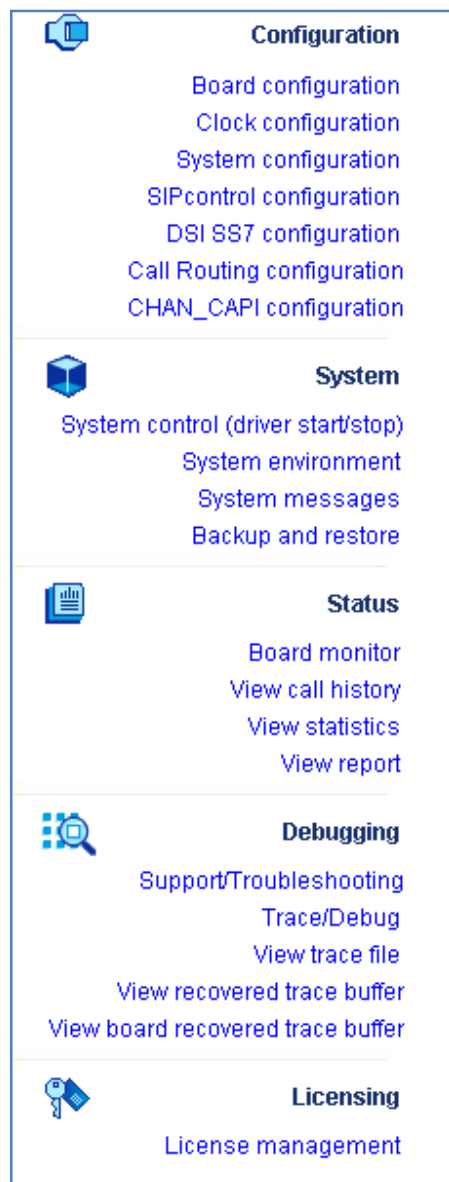 Configuration
Board configuration
Clock configuration
System configuration
SIPcontrol configuration
DSI SS7 configuration
Call Routing configuration
CHAN_CAPI configuration
System
System control (driver start/stop)
System environment
System messages
Backup and restore
Status
Board monitor
View call history
View statistics
View report
Debugging
Support/Troubleshooting
Trace/Debug
View trace file
View recovered trace buffer
View board recovered trace buffer
Licensing
License management